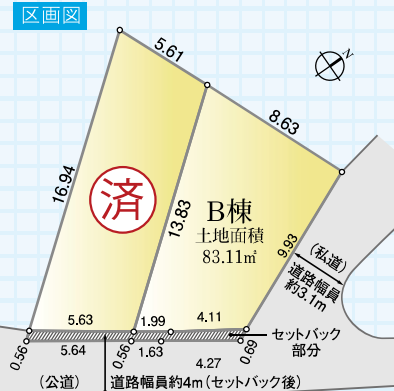 区画図
5.61
N
8.63
16.94
済
13.83
B棟
土地面積
83.11㎡
9.93
(私道)
道路幅員
約3.1m
5.63
1.99
4.11
セットバック
部分
0.56
5.64
0.56
1.63
4.27
0.69
(公道)
道路幅員約4m(セットバック後)